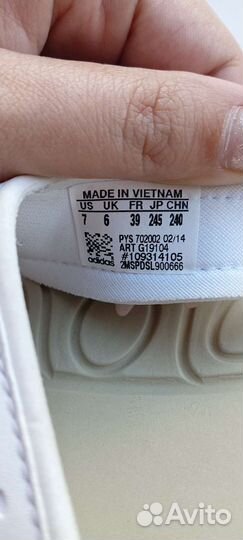 MADE IN VIETNAM
US UK FR JP CHN
7 6 39 245 240
PYS 702002 02/14
ART G19104
#109314105
2MSPDSL900666
adidas
Avito